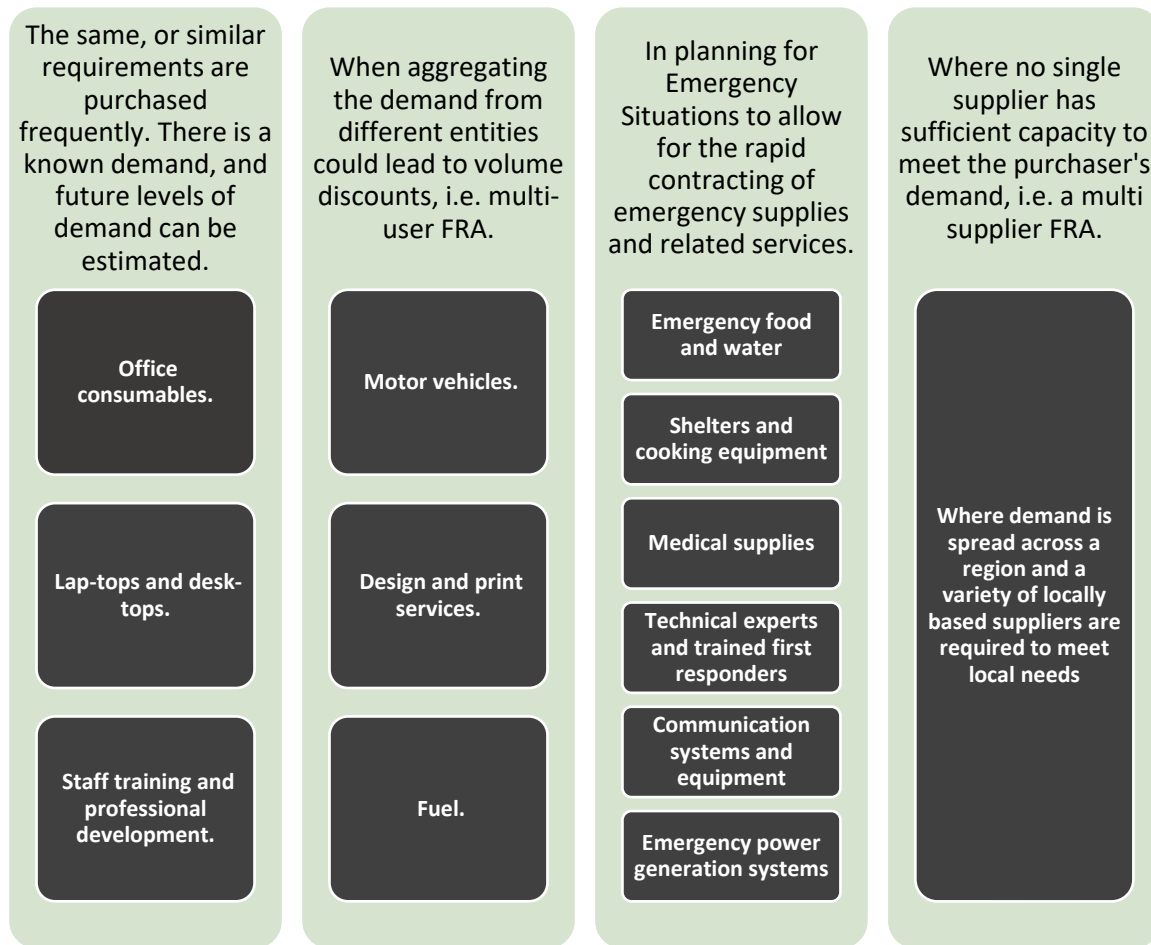 The same, or similar
requirements are
purchased
frequently. There is a
known demand, and
future levels of
demand can be
estimated.
Office
consumables.
Lap-tops and desk-
tops.
Staff training and
professional
development.
When aggregating
the demand from
different entities
could lead to volume
discounts, i.e. multi-
user FRA.
Motor vehicles.
Design and print
services.
Fuel.
In planning for
Emergency
Situations to allow
for the rapid
contracting of
emergency supplies
and related services.
Emergency food
and water
Shelters and
cooking equipment
Medical supplies
Technical experts
and trained first
responders
Communication
systems and
equipment
Emergency power
generation systems
Where no single
supplier has
sufficient capacity to
meet the purchaser's
demand, i.e. a multi
supplier FRA.
Where demand is
spread across a
region and a
variety of locally
based suppliers are
required to meet
local needs